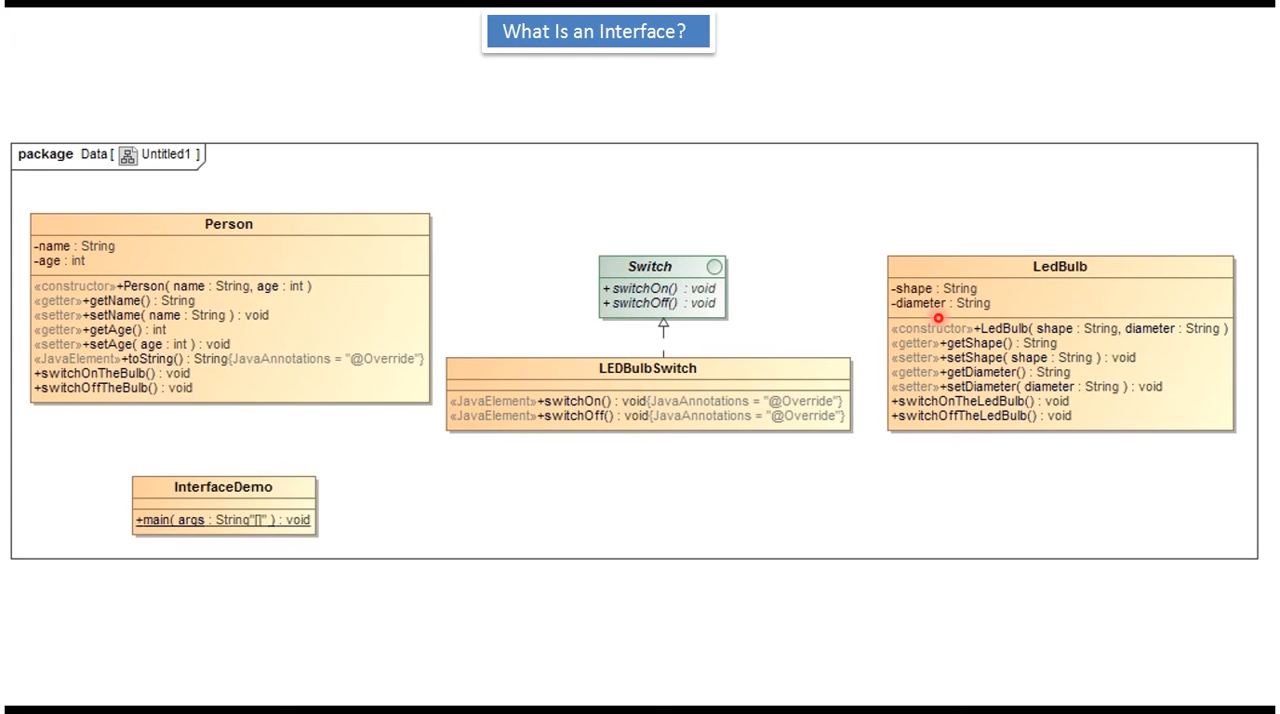 What Is an Interface?
package Data [ Untitled1 ]
Person
-name : String
-age : int
«constructor»+Person( name : String, age : int )
«getter»+getName() : String
«setter»+setName( name : String ) : void
«getter»+getAge() : int
«setter»+setAge( age : int ) : void
«JavaElement»+toString() : String{JavaAnnotations = "@Override"}
+switchOnTheBulb() : void
+switchOffTheBulb() : void
Switch
+ switchOn() : void
+ switchOff() : void
LEDBulbSwitch
«JavaElement»+switchOn() : void{JavaAnnotations = "@Override"}
«JavaElement»+switchOff() : void{JavaAnnotations = "@Override"}
LedBulb
-shape : String
-diameter : String
«constructor»+LedBulb( shape : String, diameter : String )
«getter»+getShape() : String
«setter»+setShape( shape : String ) : void
«getter»+getDiameter() : String
«setter»+setDiameter( diameter : String ) : void
+switchOnTheLedBulb() : void
+switchOffTheLedBulb() : void
InterfaceDemo
+main( args : String"[]" ) : void